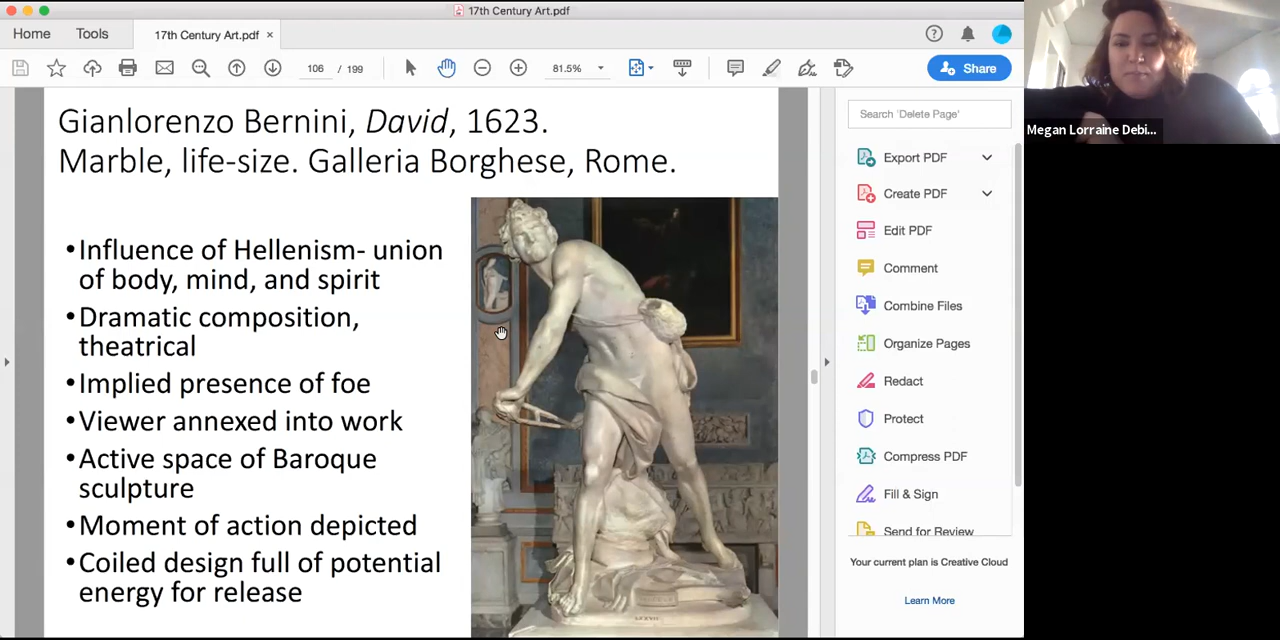 17th Century Art.pdf
Home
Tools
17th Century Art.pdf ×
106 / 199
81.5%
Share
Gianlorenzo Bernini, David, 1623.
Marble, life-size. Galleria Borghese, Rome.
•Influence of Hellenism- union
of body, mind, and spirit
•Dramatic composition,
theatrical
•Implied presence of foe
•Viewer annexed into work
•Active space of Baroque
sculpture
•Moment of action depicted
•Coiled design full of potential
energy for release
Search 'Delete Page'
Export PDF
Create PDF
Edit PDF
Comment
Combine Files
Organize Pages
Redact
Protect
Compress PDF
Fill & Sign
Send for Review
Your current plan is Creative Cloud
Learn More
Megan Lorraine Debi...